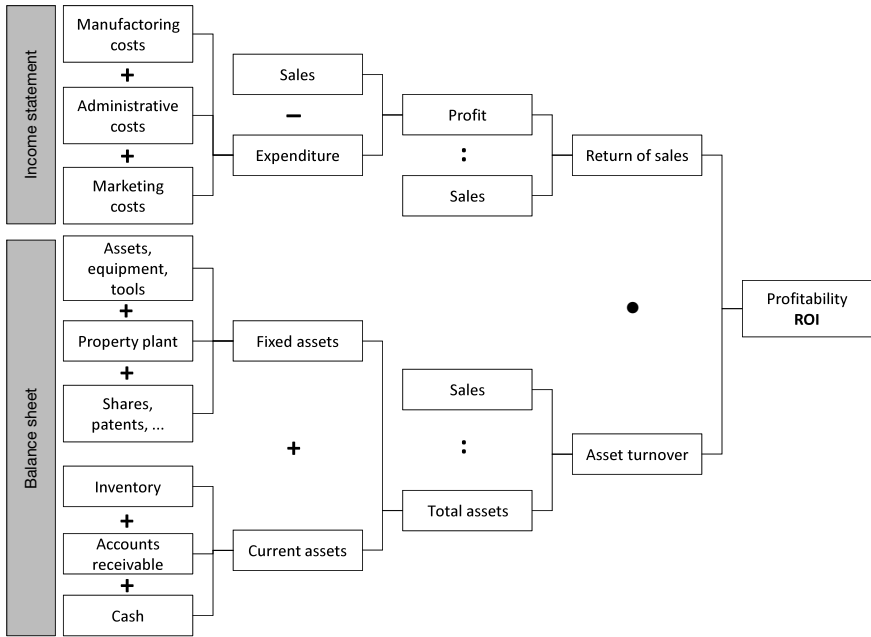 Income statement
Manufactoring
costs
+
Administrative
costs
+
Marketing
costs
Sales
−
Expenditure
Profit
:
Sales
Return of sales
Balance sheet
Assets,
equipment,
tools
+
Property plant
+
Shares,
patents, ...
Fixed assets
+
Inventory
+
Accounts
receivable
+
Cash
Current assets
Sales
:
Total assets
Asset turnover
•
Profitability
ROI